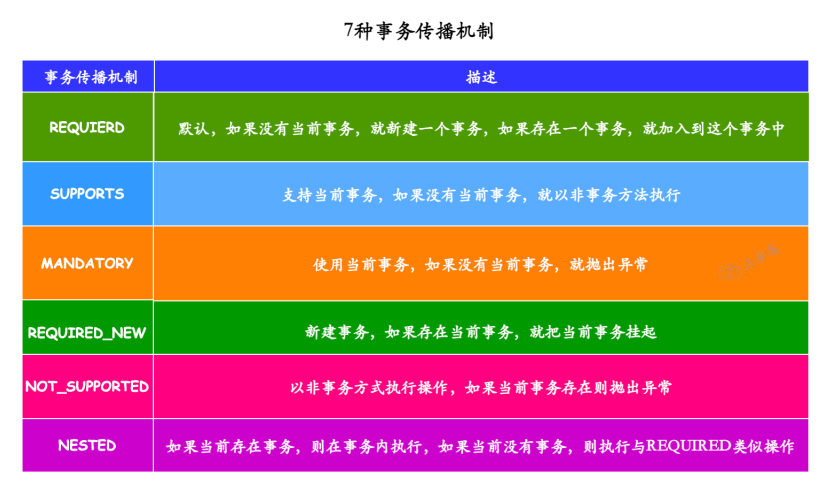 7种事务传播机制
事务传播机制 描述
REQUIERD 默认，如果没有当前事务，就新建一个事务，如果存在一个事务，就加入到这个事务中
SUPPORTS 支持当前事务，如果没有当前事务，就以非事务方法执行
MANDATORY 使用当前事务，如果没有当前事务，就抛出异常
REQUIRED_NEW 新建事务，如果存在当前事务，就把当前事务挂起
NOT_SUPPORTED 以非事务方式执行操作，如果当前事务存在则抛出异常
NESTED 如果当前存在事务，则在事务内执行，如果当前没有事务，则执行与REQUIRED类似操作